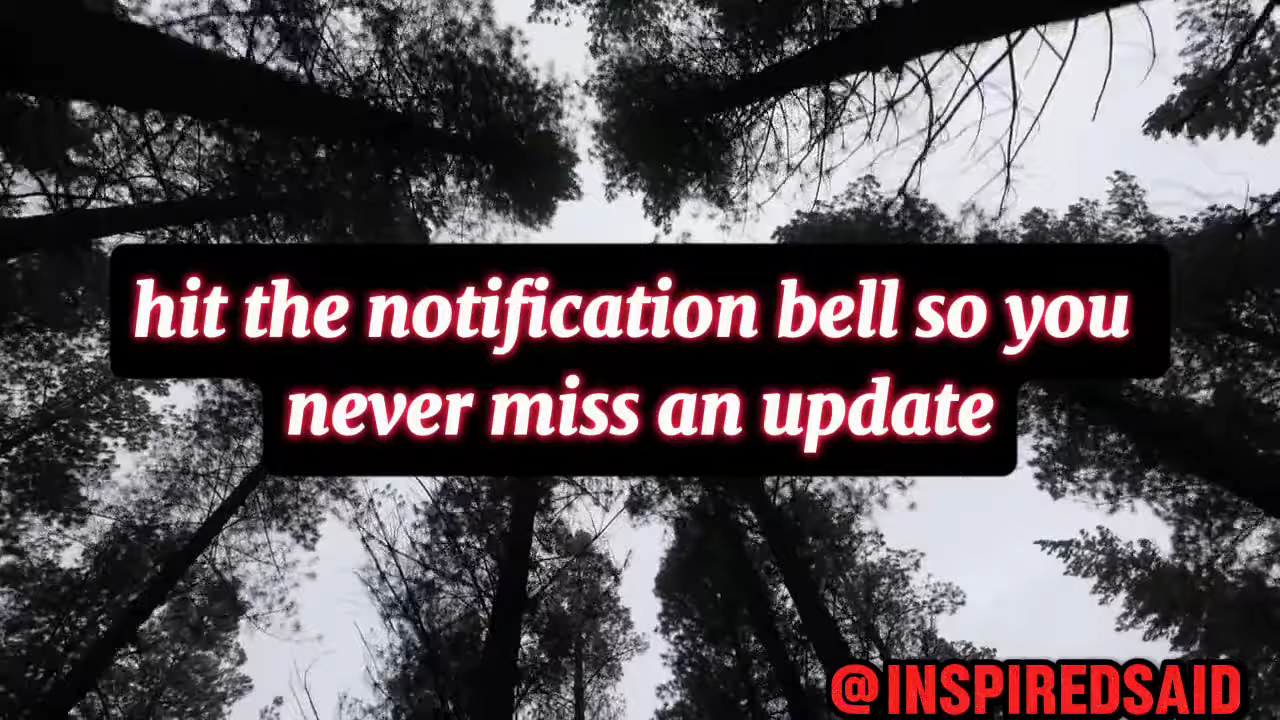 hit the notification bell so you
never miss an update
@INSPIREDSAID